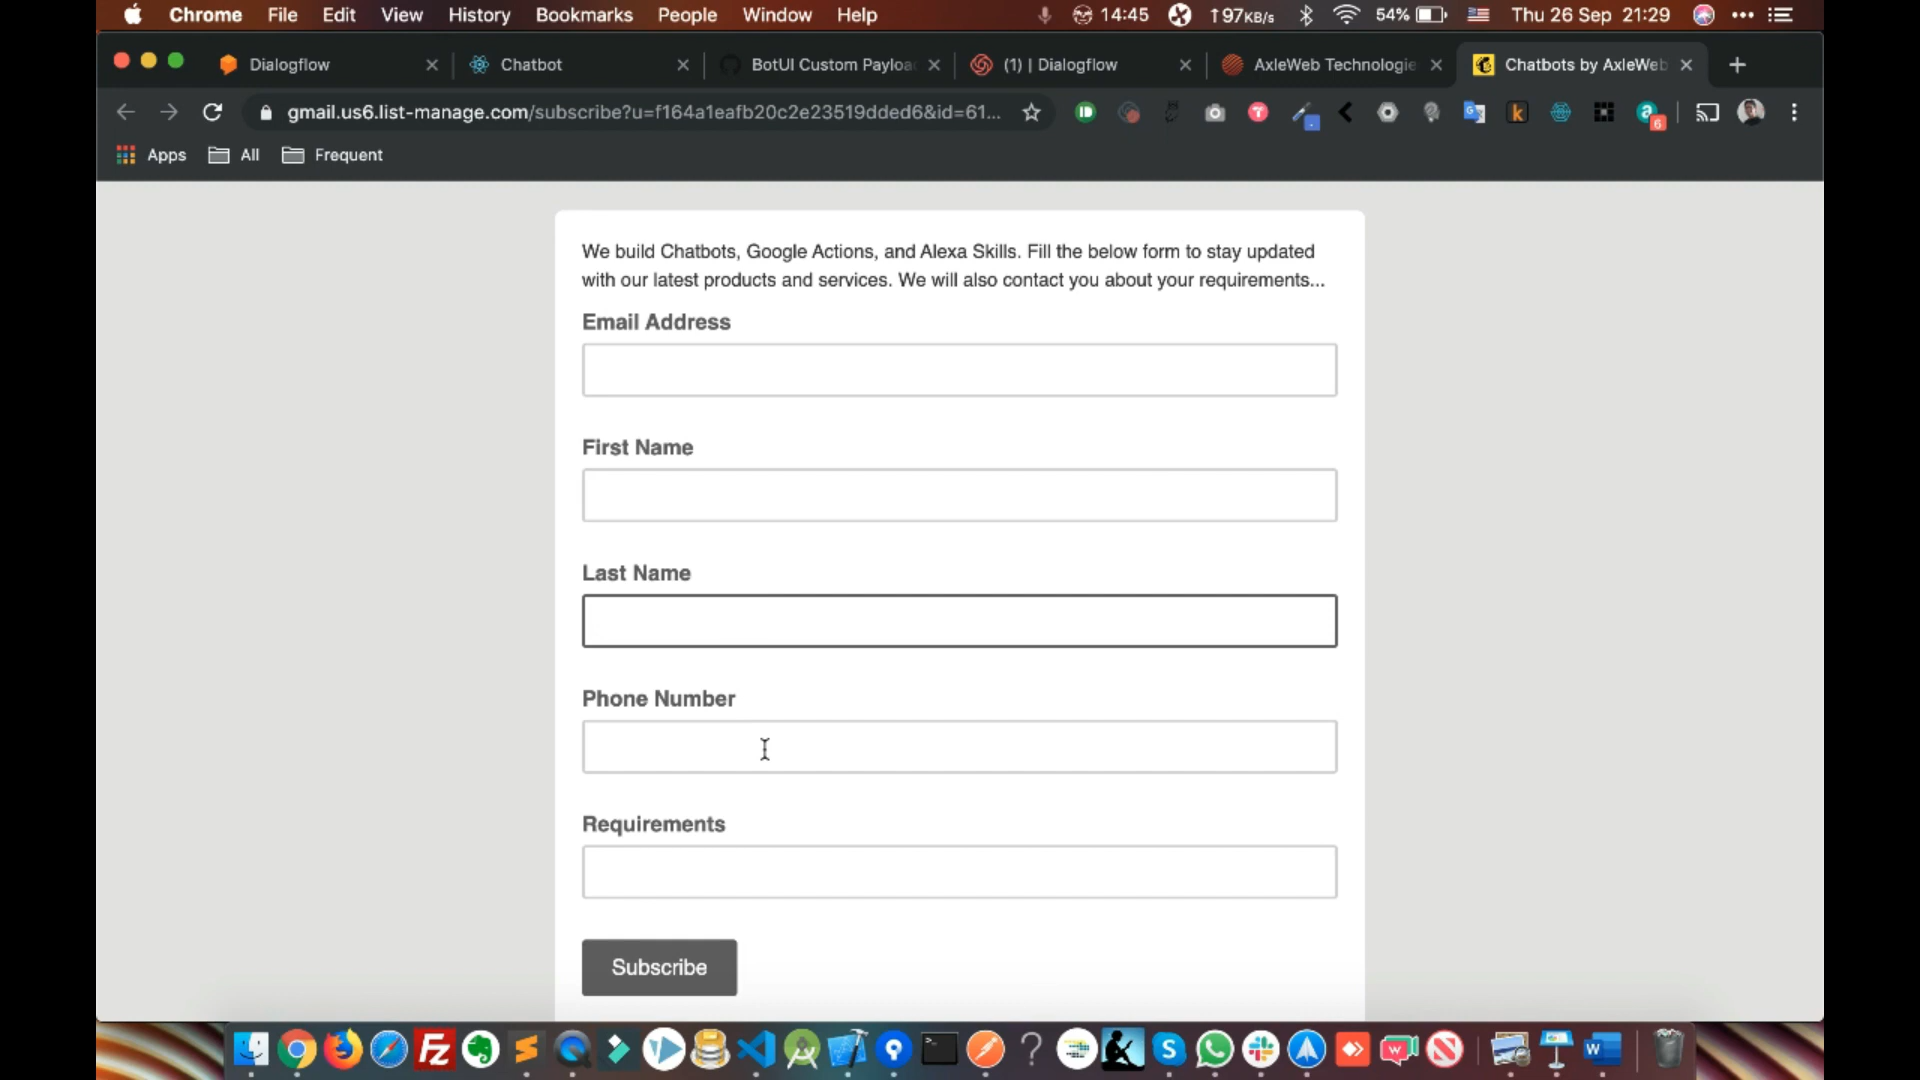 Chrome File Edit View History Bookmarks People Window Help 14:45 ↑97KB/s 54% Thu 26 Sep 21:29
Dialogflow Chatbot BotUI Custom Payloa (1) | Dialogflow AxleWeb Technologie Chatbots by AxleWeb
gmail.us6.list-manage.com/subscribe?u=f164a1eafb20c2e23519dded6&id=61... 6
Apps All Frequent
We build Chatbots, Google Actions, and Alexa Skills. Fill the below form to stay updated
with our latest products and services. We will also contact you about your requirements...
Email Address
First Name
Last Name
Phone Number
Requirements
Subscribe